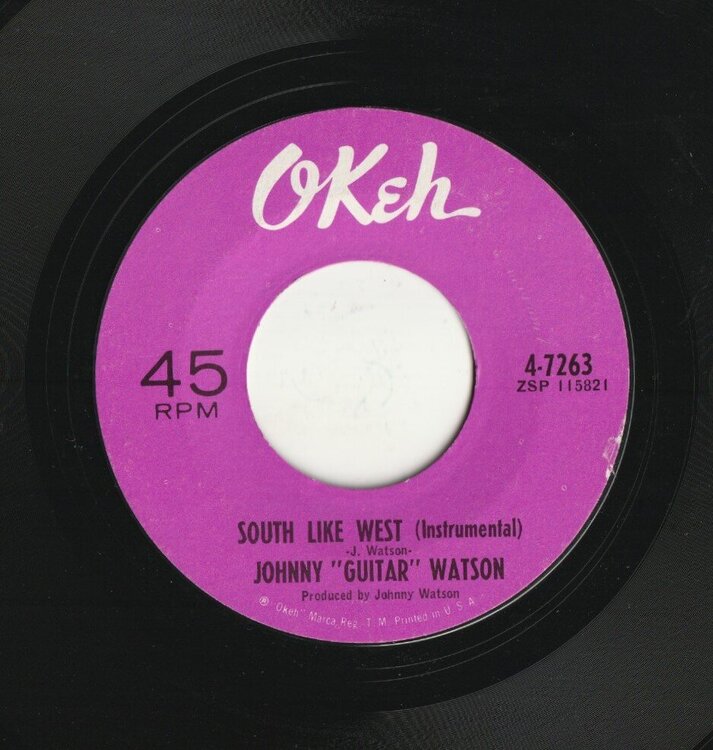 OKeh
45
RPM
4-7263
ZSP 115821
SOUTH LIKE WEST (Instrumental)
-J. Watson-
JOHNNY "GUITAR" WATSON
Produced by Johnny Watson
® "Okeh" Marca Reg. T. M. Printed in U. S. A.